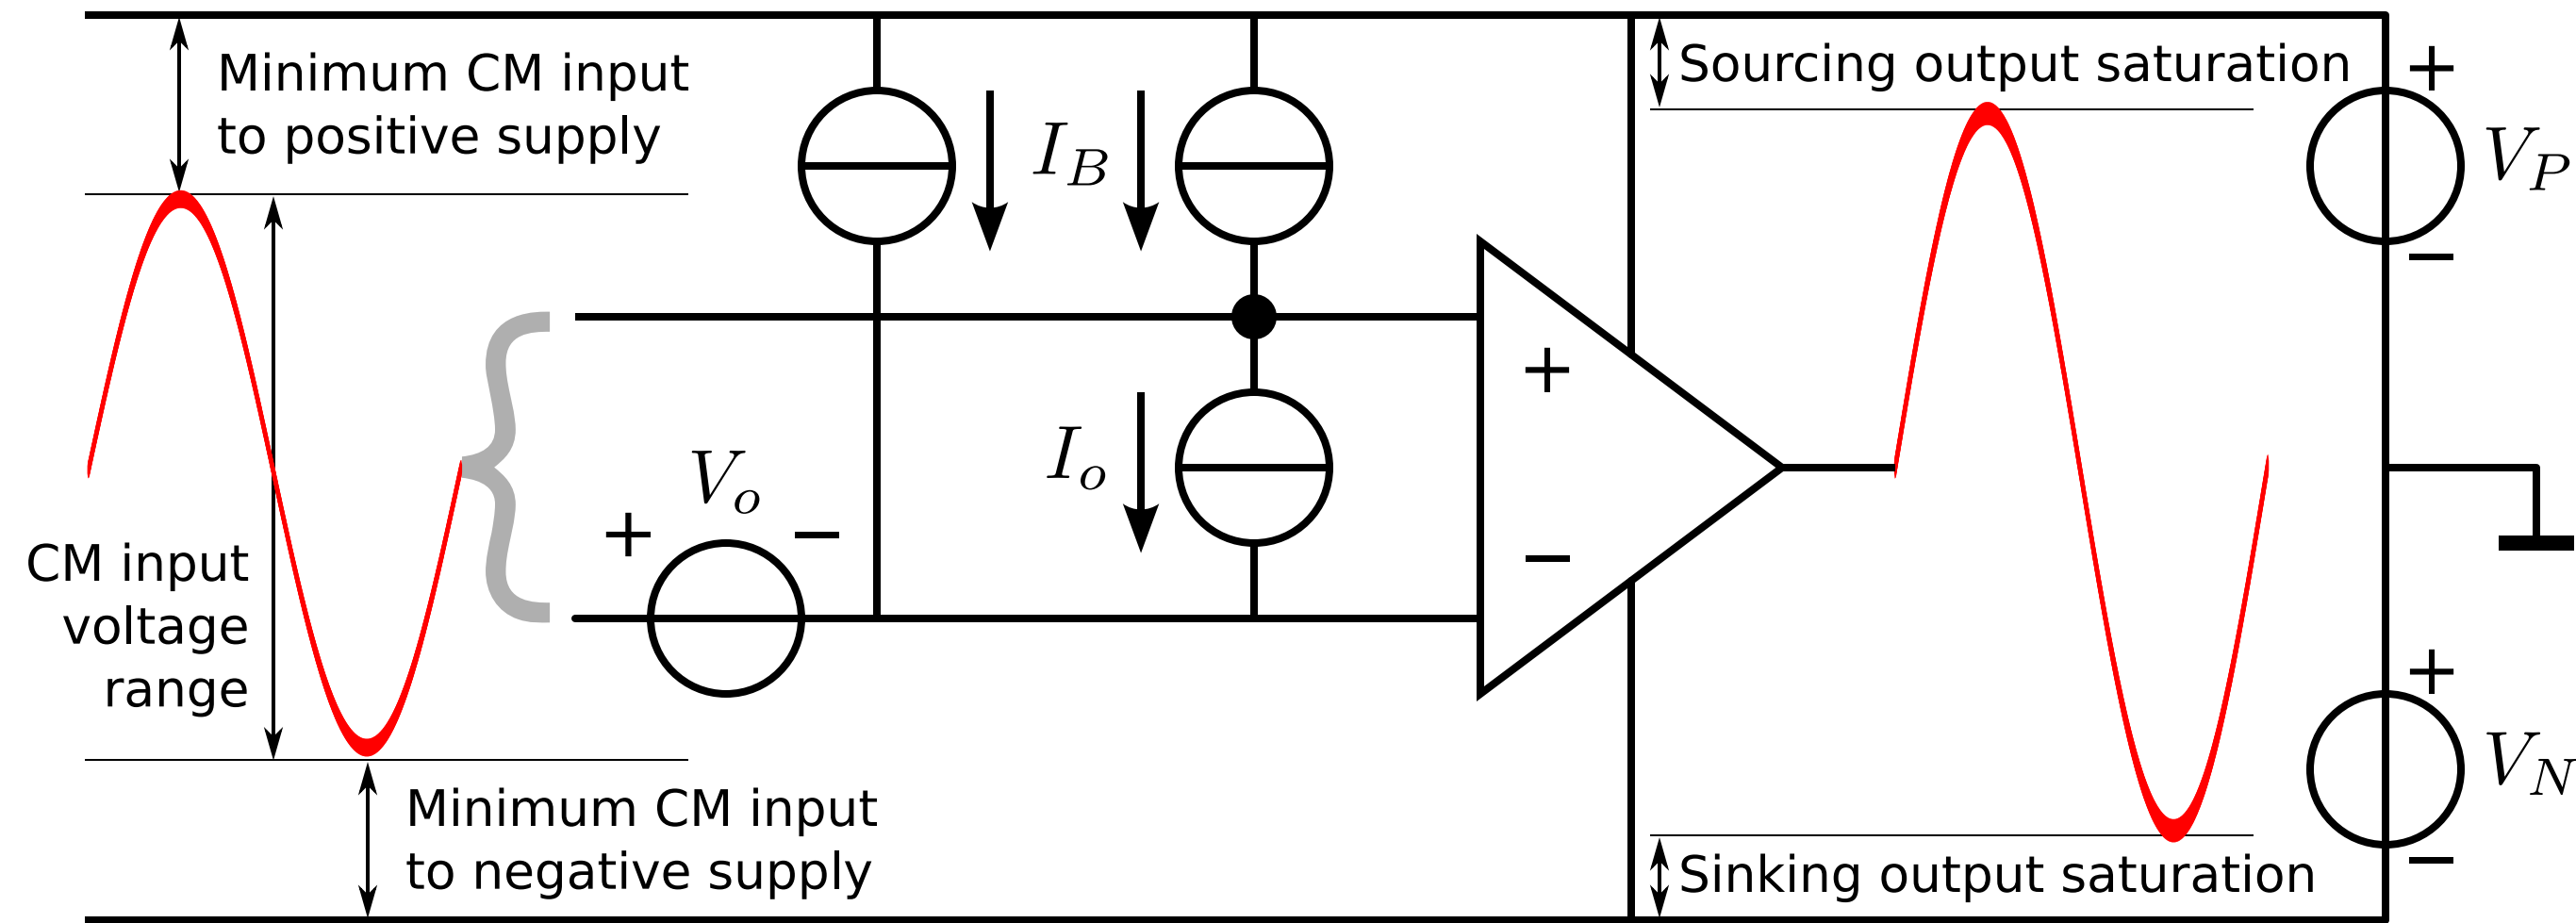 Minimum CM input
to positive supply
CM input
voltage
range
Minimum CM input
to negative supply
+
V_o
−
I_B
I_o
+
−
Sourcing output saturation
Sinking output saturation
+
V_P
−
+
V_N
−